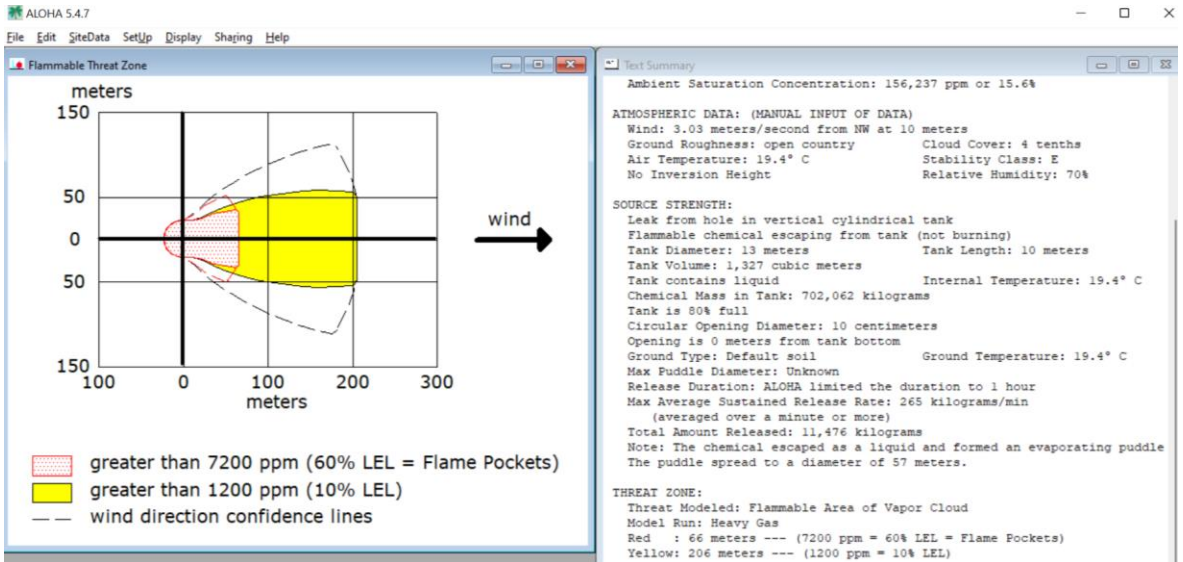 ALOHA 5.4.7
File Edit SiteData SetUp Display Sharing Help
Flammable Threat Zone
meters
150
50
0
50
150
100 0 100 200 300
meters
wind
greater than 7200 ppm (60% LEL = Flame Pockets)
greater than 1200 ppm (10% LEL)
wind direction confidence lines
Text Summary
Ambient Saturation Concentration: 156,237 ppm or 15.6%
ATMOSPHERIC DATA: (MANUAL INPUT OF DATA)
Wind: 3.03 meters/second from NW at 10 meters
Ground Roughness: open country Cloud Cover: 4 tenths
Air Temperature: 19.4° C Stability Class: E
No Inversion Height Relative Humidity: 70%
SOURCE STRENGTH:
Leak from hole in vertical cylindrical tank
Flammable chemical escaping from tank (not burning)
Tank Diameter: 13 meters Tank Length: 10 meters
Tank Volume: 1,327 cubic meters
Tank contains liquid Internal Temperature: 19.4° C
Chemical Mass in Tank: 702,062 kilograms
Tank is 80% full
Circular Opening Diameter: 10 centimeters
Opening is 0 meters from tank bottom
Ground Type: Default soil Ground Temperature: 19.4° C
Max Puddle Diameter: Unknown
Release Duration: ALOHA limited the duration to 1 hour
Max Average Sustained Release Rate: 265 kilograms/min
(averaged over a minute or more)
Total Amount Released: 11,476 kilograms
Note: The chemical escaped as a liquid and formed an evaporating puddle
The puddle spread to a diameter of 57 meters.
THREAT ZONE:
Threat Modeled: Flammable Area of Vapor Cloud
Model Run: Heavy Gas
Red : 66 meters --- (7200 ppm = 60% LEL = Flame Pockets)
Yellow: 206 meters --- (1200 ppm = 10% LEL)